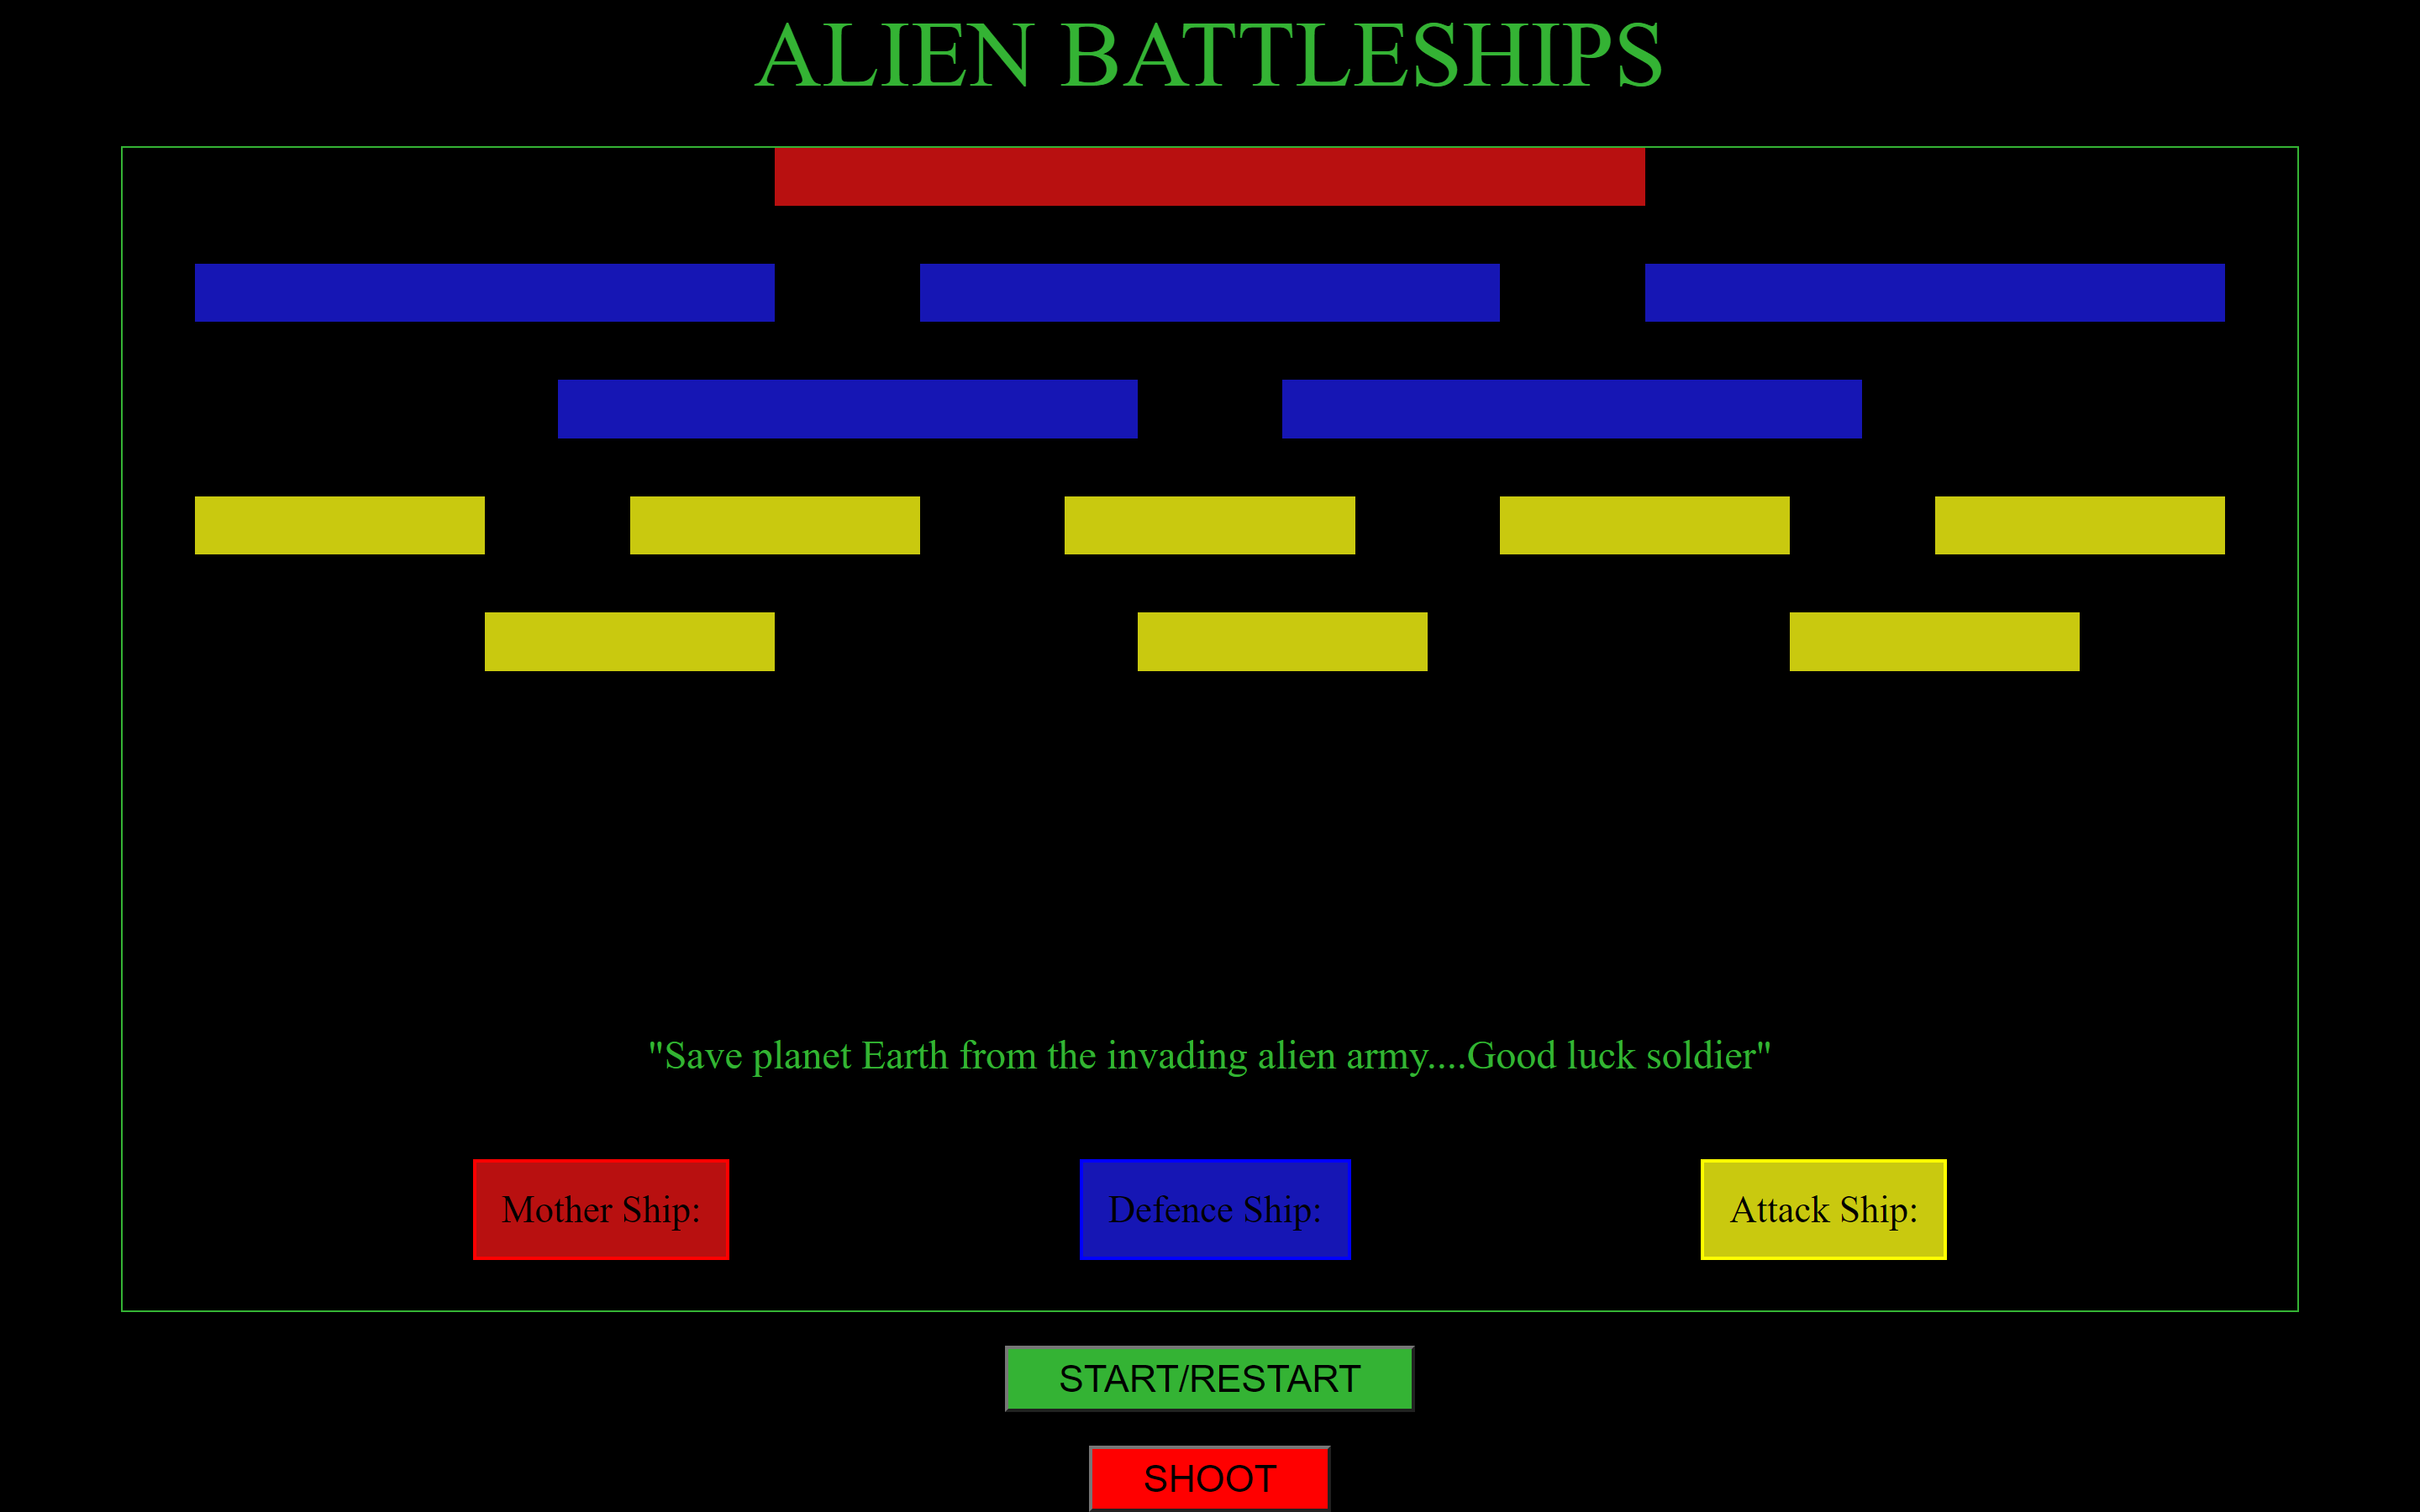 ALIEN BATTLESHIPS
"Save planet Earth from the invading alien army....Good luck soldier"
Mother Ship:
Defence Ship:
Attack Ship:
START/RESTART
SHOOT